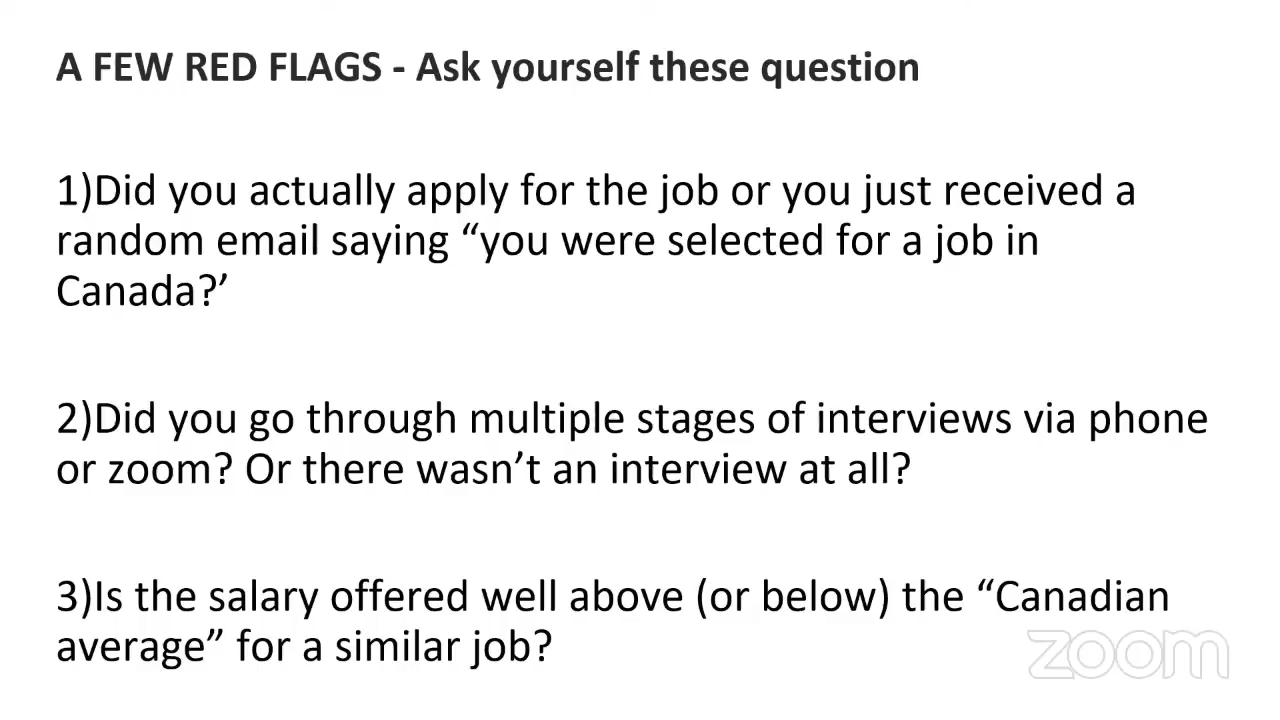 A FEW RED FLAGS - Ask yourself these question
1)Did you actually apply for the job or you just received a
random email saying “you were selected for a job in
Canada?’
2)Did you go through multiple stages of interviews via phone
or zoom? Or there wasn’t an interview at all?
3)Is the salary offered well above (or below) the “Canadian
average” for a similar job?
zoom